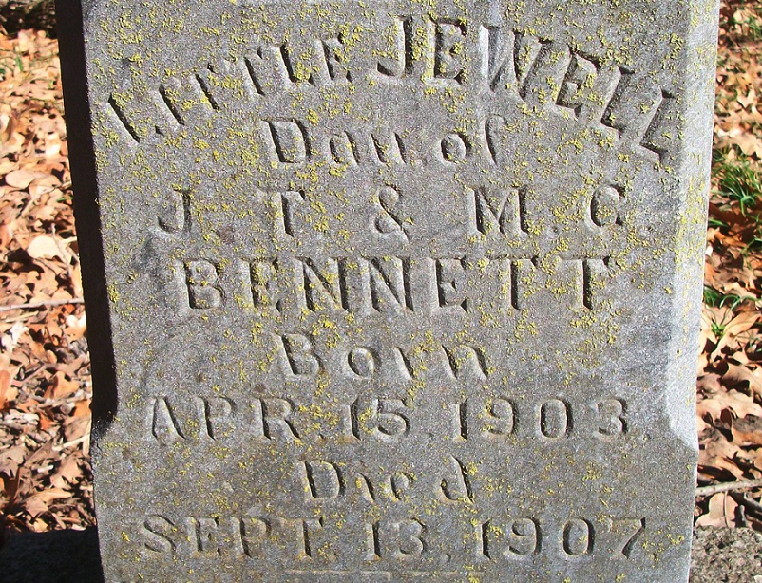 LITTLE JEWELL
Dau. of
J. T. & M. C.
BENNETT
Born
APR. 15, 1903.
Died
SEPT 13, 1907